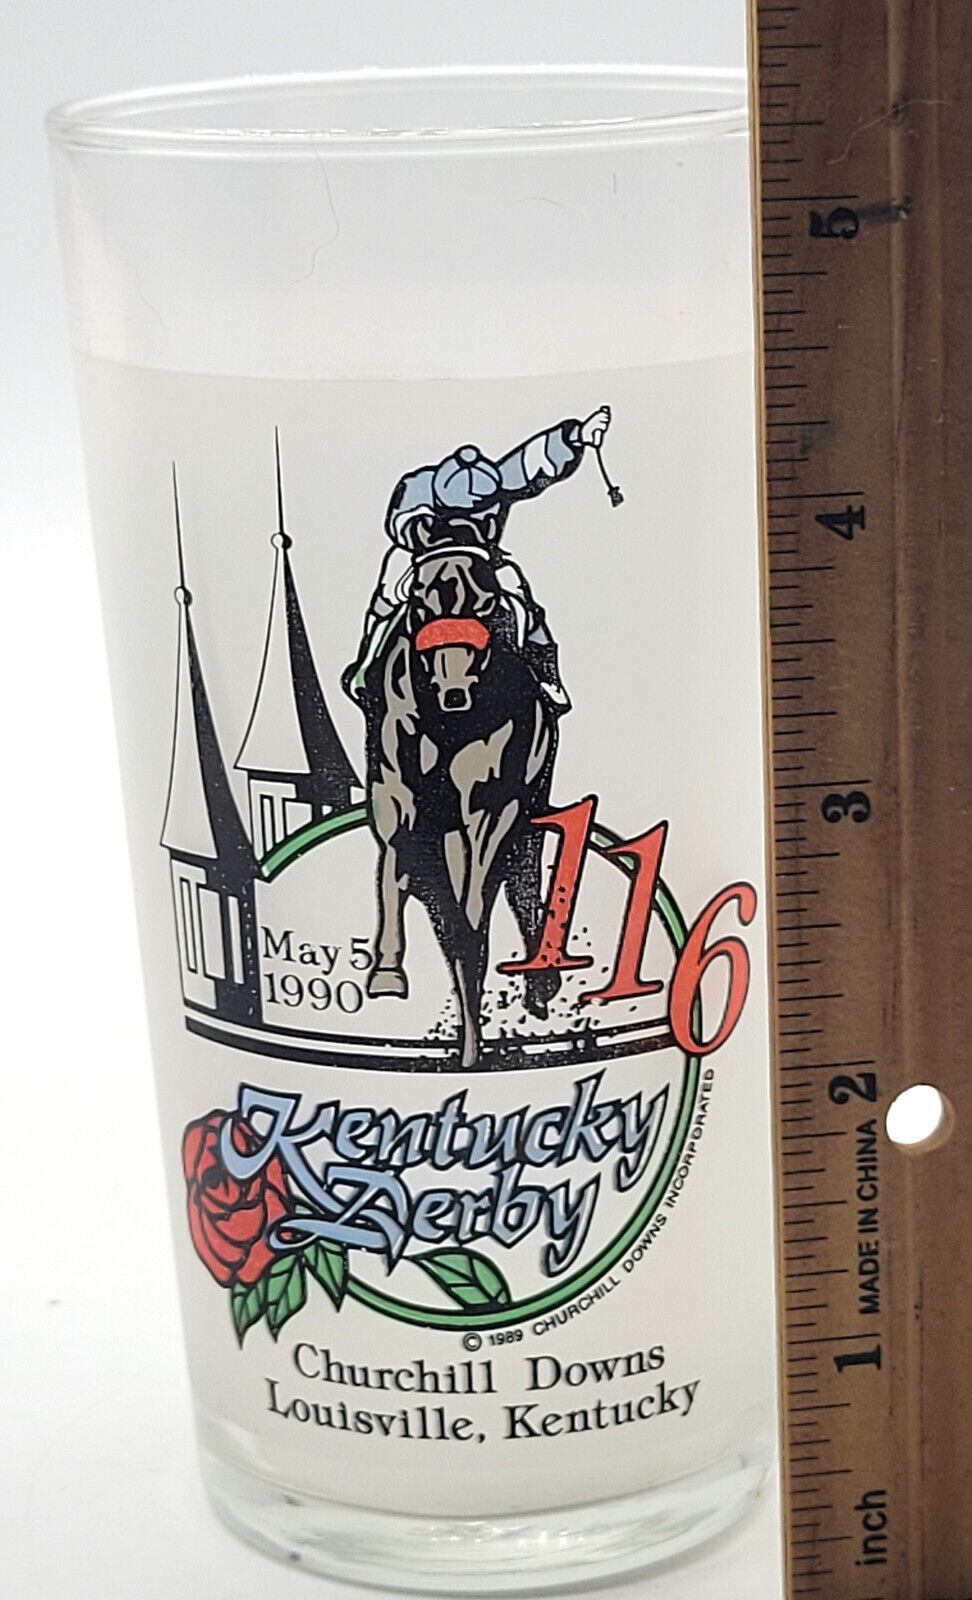 May 5
1990
116
Kentucky
Derby
© 1989 CHURCHILL DOWNS INCORPORATED
Churchill Downs
Louisville, Kentucky
5
4
3
2
MADE IN CHINA
1
inch